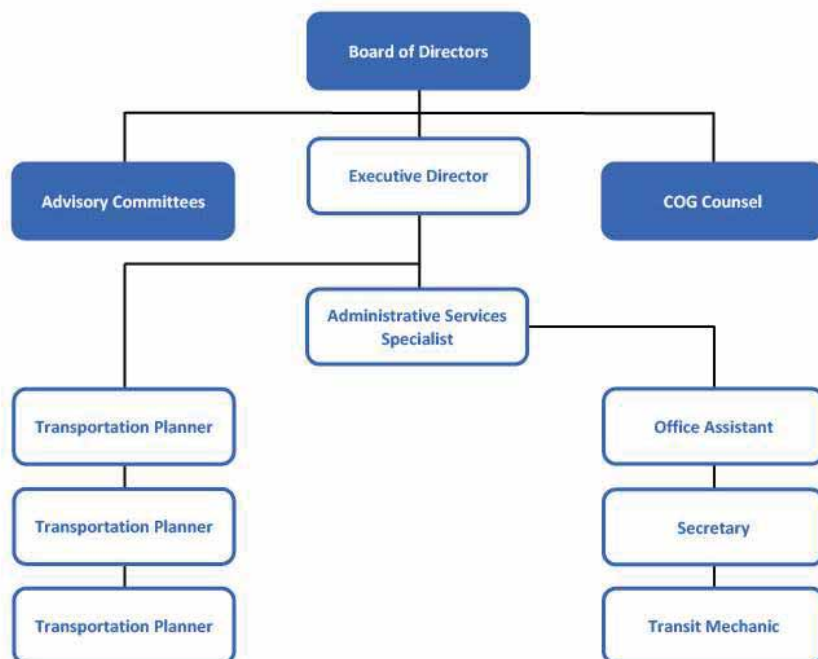 Board of Directors
Advisory Committees
Executive Director
COG Counsel
Administrative Services
Specialist
Transportation Planner
Office Assistant
Transportation Planner
Secretary
Transportation Planner
Transit Mechanic